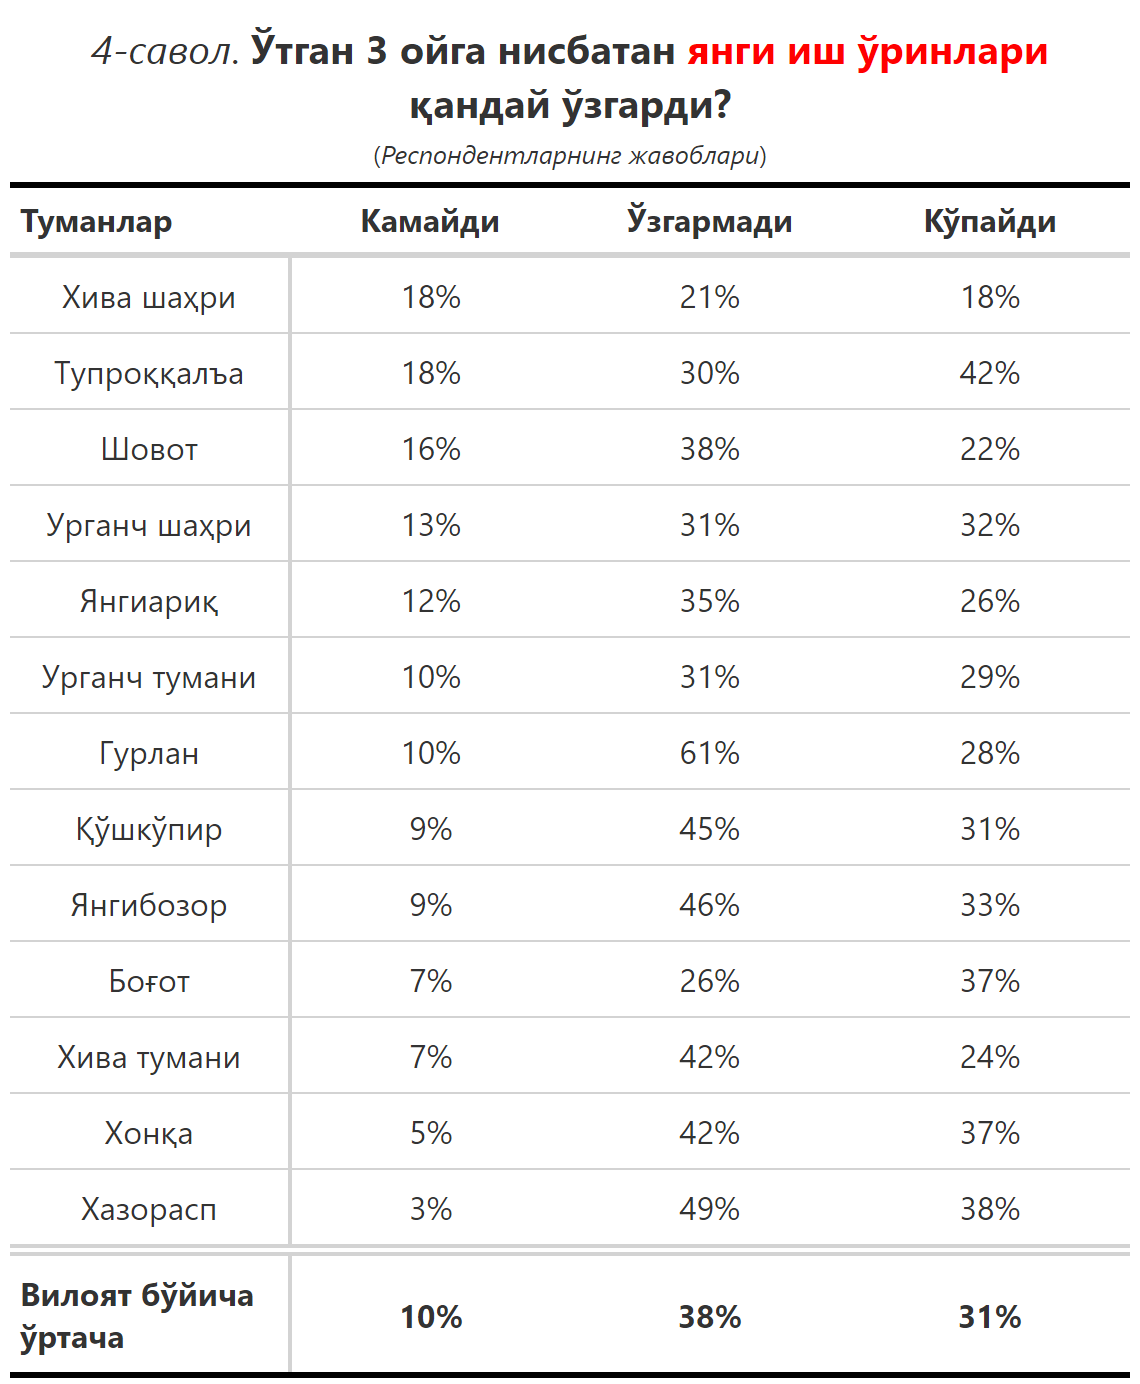 4-савол. Ўтган 3 ойга нисбатан янги иш ўринлари
қандай ўзгарди?
(Респондентларнинг жавоблари)
Туманлар Камайди Ўзгармади Кўпайди
Хива шаҳри 18% 21% 18%
Тупроққалъа 18% 30% 42%
Шовот 16% 38% 22%
Урганч шаҳри 13% 31% 32%
Янгиариқ 12% 35% 26%
Урганч тумани 10% 31% 29%
Гурлан 10% 61% 28%
Қўшкўпир 9% 45% 31%
Янгибозор 9% 46% 33%
Боғот 7% 26% 37%
Хива тумани 7% 42% 24%
Хонқа 5% 42% 37%
Хазорасп 3% 49% 38%
Вилоят бўйича
ўртача 10% 38% 31%